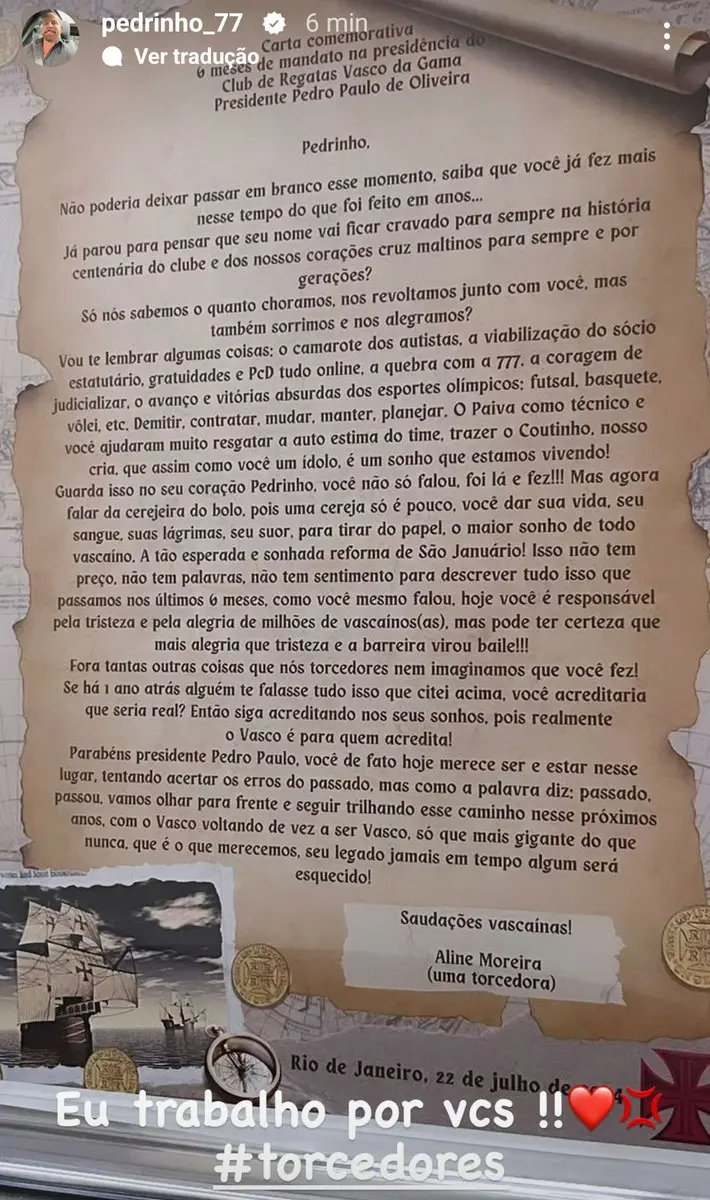 pedrinho_77 6 min
Ver tradução
Carta comemorativa
6 meses de mandato na presidência do
Club de Regatas Vasco da Gama
Presidente Pedro Paulo de Oliveira
Pedrinho,
Não poderia deixar passar em branco esse momento, saiba que você já fez mais
nesse tempo do que foi feito em anos...
Já parou para pensar que seu nome vai ficar cravado para sempre na história
centenária do clube e dos nossos corações cruz maltinos para sempre e por
gerações?
Só nós sabemos o quanto choramos, nos revoltamos junto com você, mas
também sorrimos e nos alegramos?
Vou te lembrar algumas coisas: o camarote dos autistas, a viabilização do sócio
estatutário, gratuidades e PcD tudo online, a quebra com a 777, a coragem de
judicializar, o avanço e vitórias absurdas dos esportes olímpicos: futsal, basquete,
vôlei, etc. Demitir, contratar, mudar, manter, planejar. O Paiva como técnico e
você ajudaram muito resgatar a auto estima do time, trazer o Coutinho, nosso
cria, que assim como você um ídolo, é um sonho que estamos vivendo!
Guarda isso no seu coração Pedrinho, você não só falou, foi lá e fez!!! Mas agora
falar da cerejeira do bolo, pois uma cereja só é pouco, você dar sua vida, seu
sangue, suas lágrimas, seu suor, para tirar do papel, o maior sonho de todo
vascaíno. A tão esperada e sonhada reforma de São Januário! Isso não tem
preço, não tem palavras, não tem sentimento para descrever tudo isso que
passamos nos últimos 6 meses, como você mesmo falou, hoje você é responsável
pela tristeza e pela alegria de milhões de vascaínos(as), mas pode ter certeza que
mais alegria que tristeza e a barreira virou baile!!!
Fora tantas outras coisas que nós torcedores nem imaginamos que você fez!
Se há 1 ano atrás alguém te falasse tudo isso que citei acima, você acreditaria
que seria real? Então siga acreditando nos seus sonhos, pois realmente
o Vasco é para quem acredita!
Parabéns presidente Pedro Paulo, você de fato hoje merece ser e estar nesse
lugar, tentando acertar os erros do passado, mas como a palavra diz: passado,
passou, vamos olhar para frente e seguir trilhando esse caminho nesse próximos
anos, com o Vasco voltando de vez a ser Vasco, só que mais gigante do que
nunca, que é o que merecemos, seu legado jamais em tempo algum será
esquecido!
Saudações vascaínas!
Aline Moreira
(uma torcedora)
Rio de Janeiro, 22 de julho de
Eu trabalho por vcs !!❤️💢
#torcedores